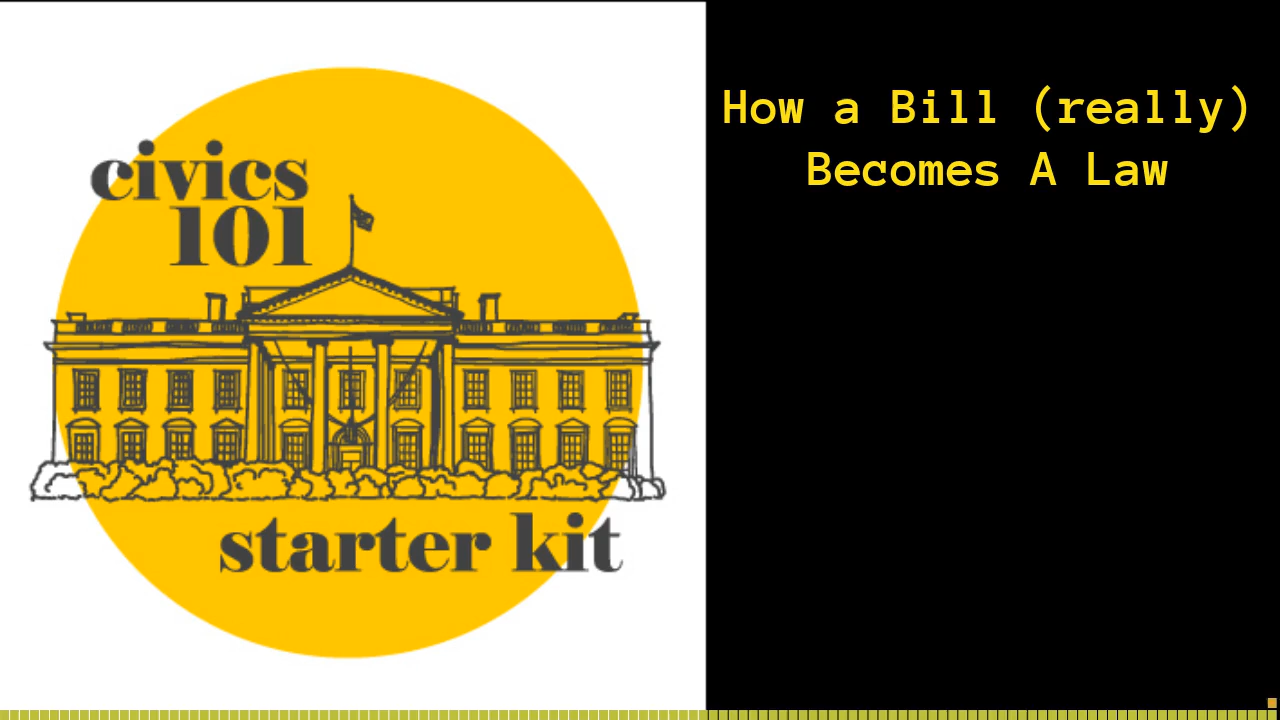 civics
101
starter kit
How a Bill (really)
Becomes A Law